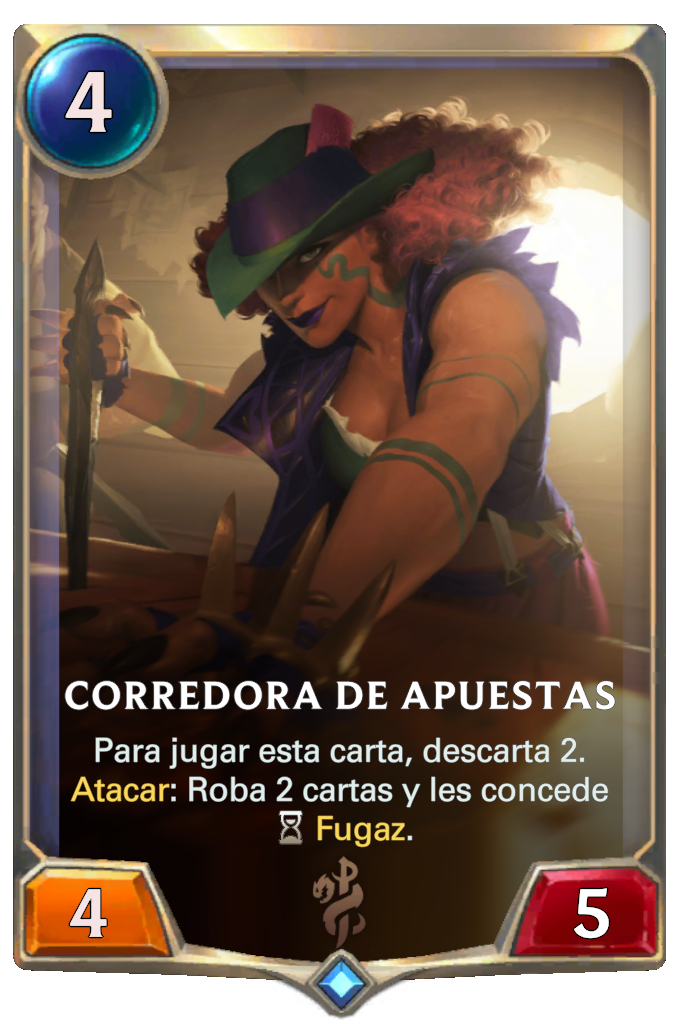 4
CORREDORA DE APUESTAS
Para jugar esta carta, descarta 2.
Atacar: Roba 2 cartas y les concede
Fugaz.
4
5